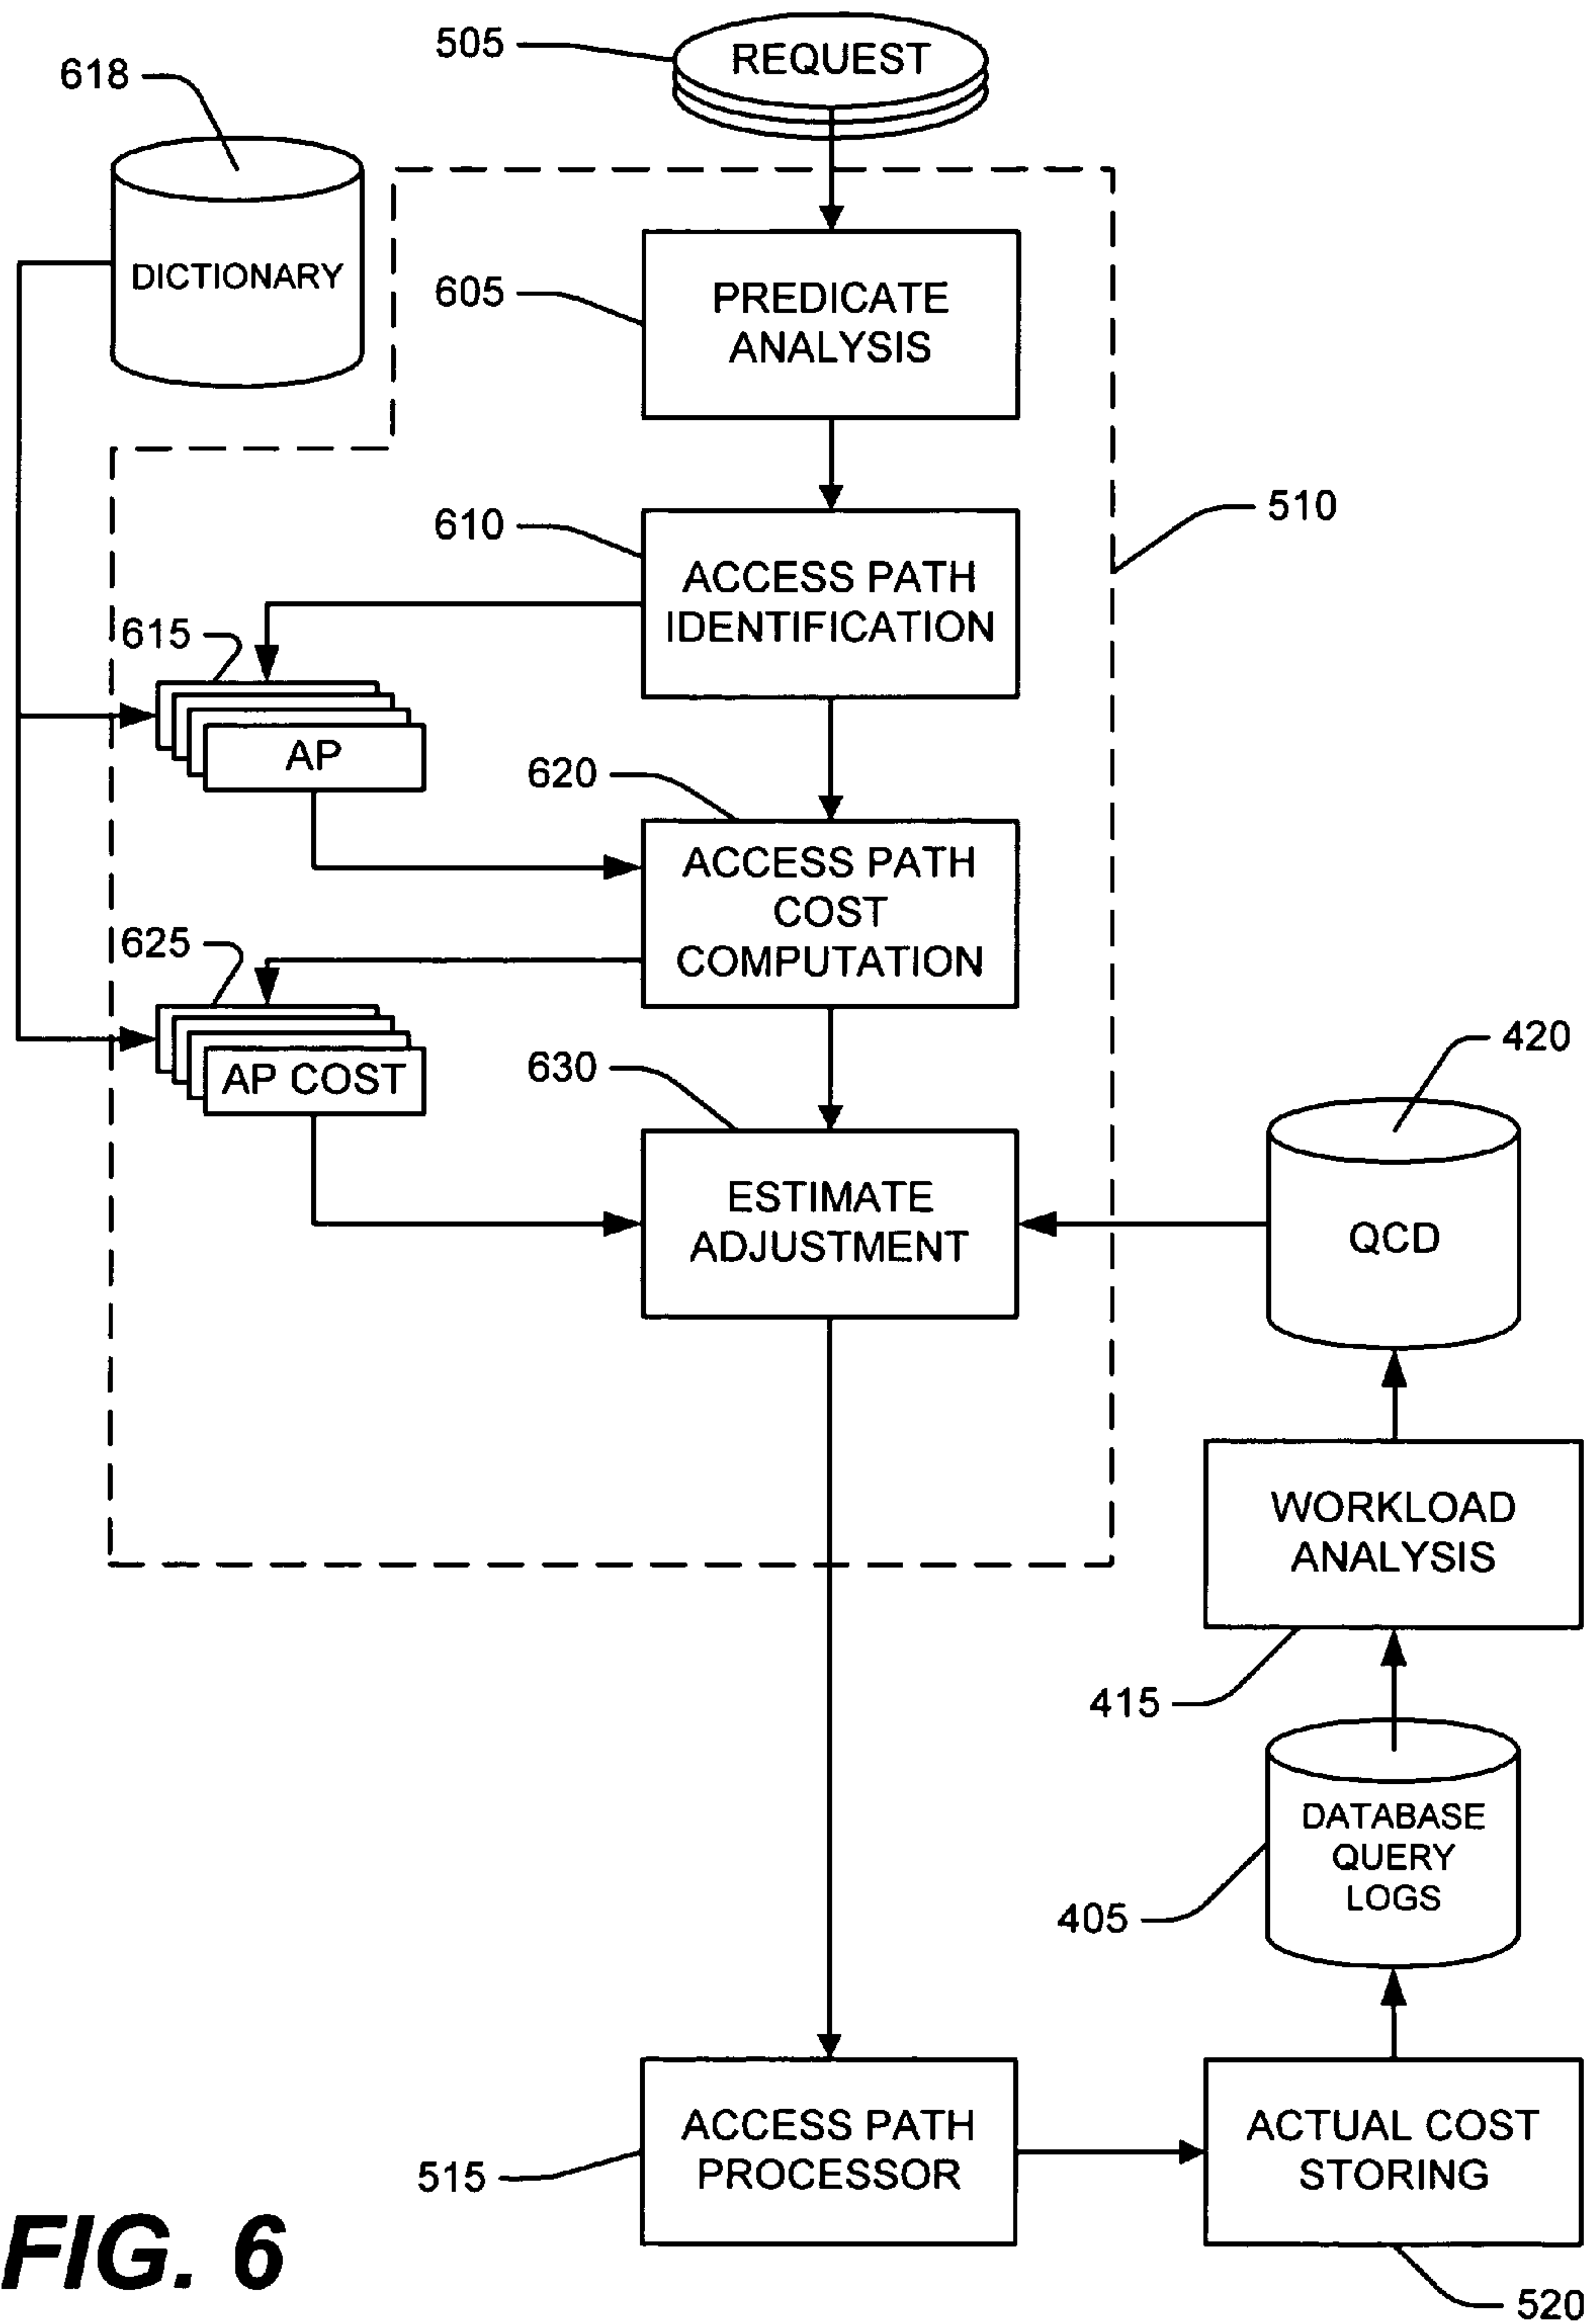 505
REQUEST
618
DICTIONARY
605
PREDICATE
ANALYSIS
510
610
ACCESS PATH
IDENTIFICATION
615
AP
620
ACCESS PATH
COST
COMPUTATION
625
AP COST
630
ESTIMATE
ADJUSTMENT
420
QCD
WORKLOAD
ANALYSIS
415
DATABASE
QUERY
LOGS
405
ACCESS PATH
PROCESSOR
515
ACTUAL COST
STORING
520
FIG. 6